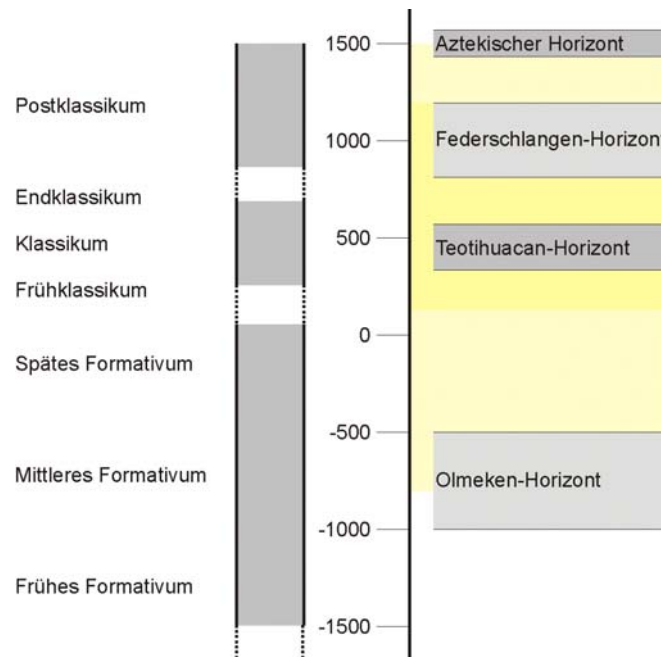 Postklassikum
Endklassikum
Klassikum
Frühklassikum
Spätes Formativum
Mittleres Formativum
Frühes Formativum
1500
1000
500
0
-500
-1000
-1500
Aztekischer Horizont
Federschlangen-Horizont
Teotihuacan-Horizont
Olmeken-Horizont